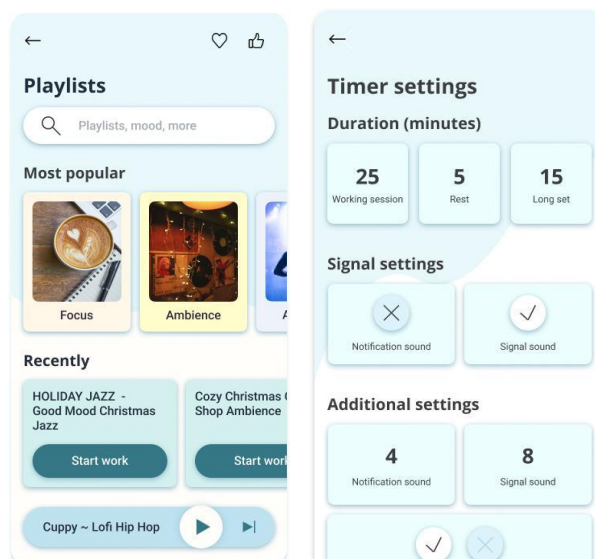 Playlists
Playlists, mood, more
Most popular
Focus
Ambience
Recently
HOLIDAY JAZZ -
Good Mood Christmas
Jazz
Start work
Cozy Christmas
Shop Ambience
Start work
Cuppy ~ Lofi Hip Hop
Timer settings
Duration (minutes)
25
Working session
5
Rest
15
Long set
Signal settings
Notification sound
Signal sound
Additional settings
4
Notification sound
8
Signal sound